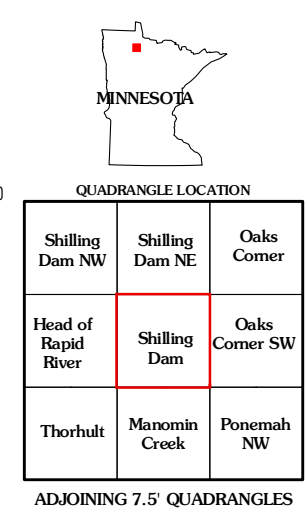 MINNESOTA
QUADRANGLE LOCATION
Shilling
Dam NW
Shilling
Dam NE
Oaks
Corner
Head of
Rapid
River
Shilling
Dam
Oaks
Corner SW
Thorhult
Manomin
Creek
Ponemah
NW
ADJOINING 7.5' QUADRANGLES